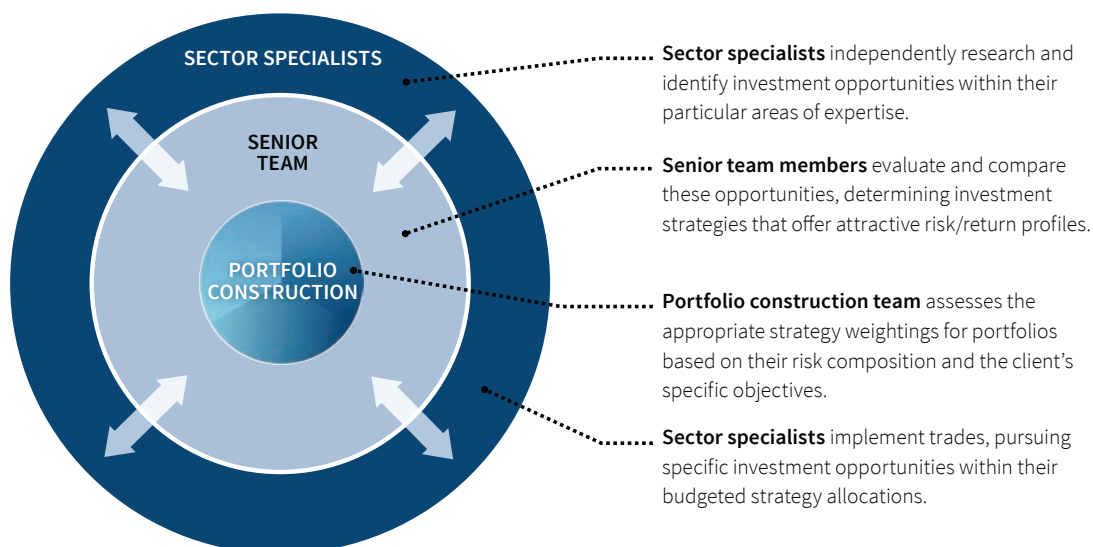 SECTOR SPECIALISTS
SENIOR
TEAM
PORTFOLIO
CONSTRUCTION
Sector specialists independently research and
identify investment opportunities within their
particular areas of expertise.
Senior team members evaluate and compare
these opportunities, determining investment
strategies that offer attractive risk/return profiles.
Portfolio construction team assesses the
appropriate strategy weightings for portfolios
based on their risk composition and the client’s
specific objectives.
Sector specialists implement trades, pursuing
specific investment opportunities within their
budgeted strategy allocations.